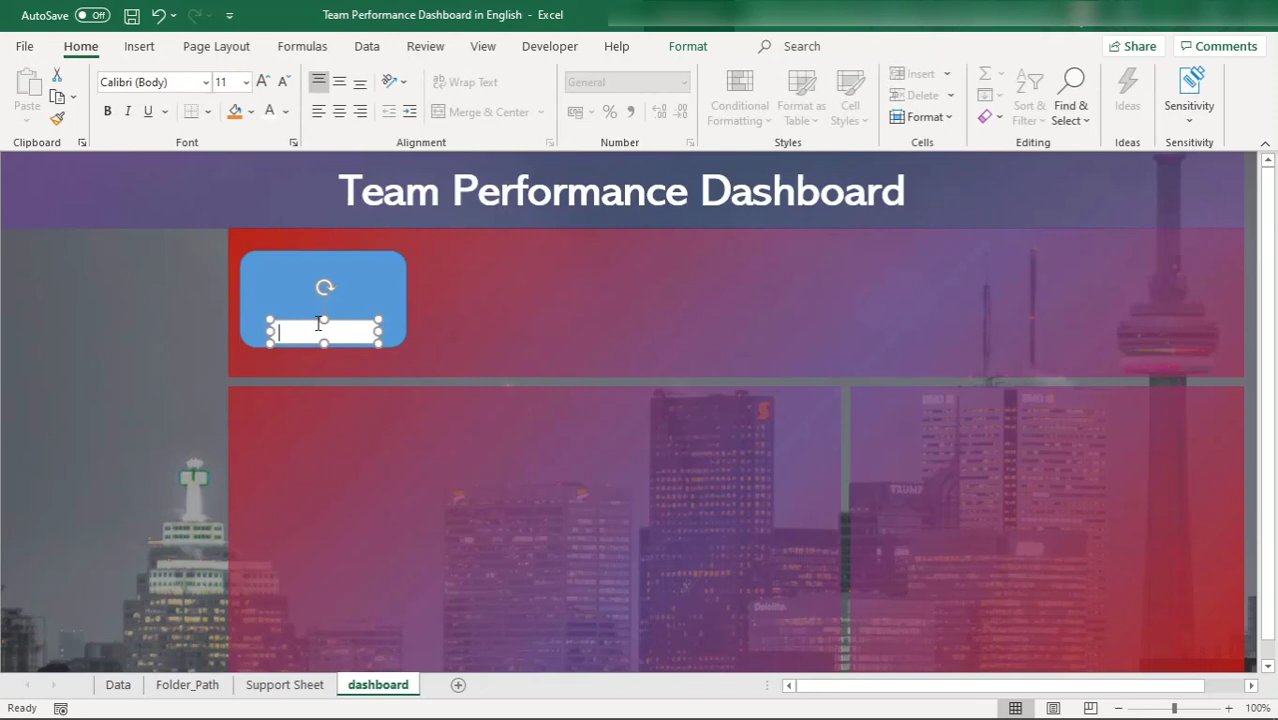 AutoSave Off Team Performance Dashboard in English - Excel
File Home Insert Page Layout Formulas Data Review View Developer Help Format Search Share Comments
Calibri (Body) 11 Wrap Text General Insert
Paste B I U A Merge & Center % , Conditional Formatting Format as Table Cell Styles Delete Format Sort & Filter Find & Select Ideas Sensitivity
Clipboard Font Alignment Number Styles Cells Editing Ideas Sensitivity
Team Performance Dashboard
TRUMP
Deloitte
Data Folder_Path Support Sheet dashboard
Ready 100%